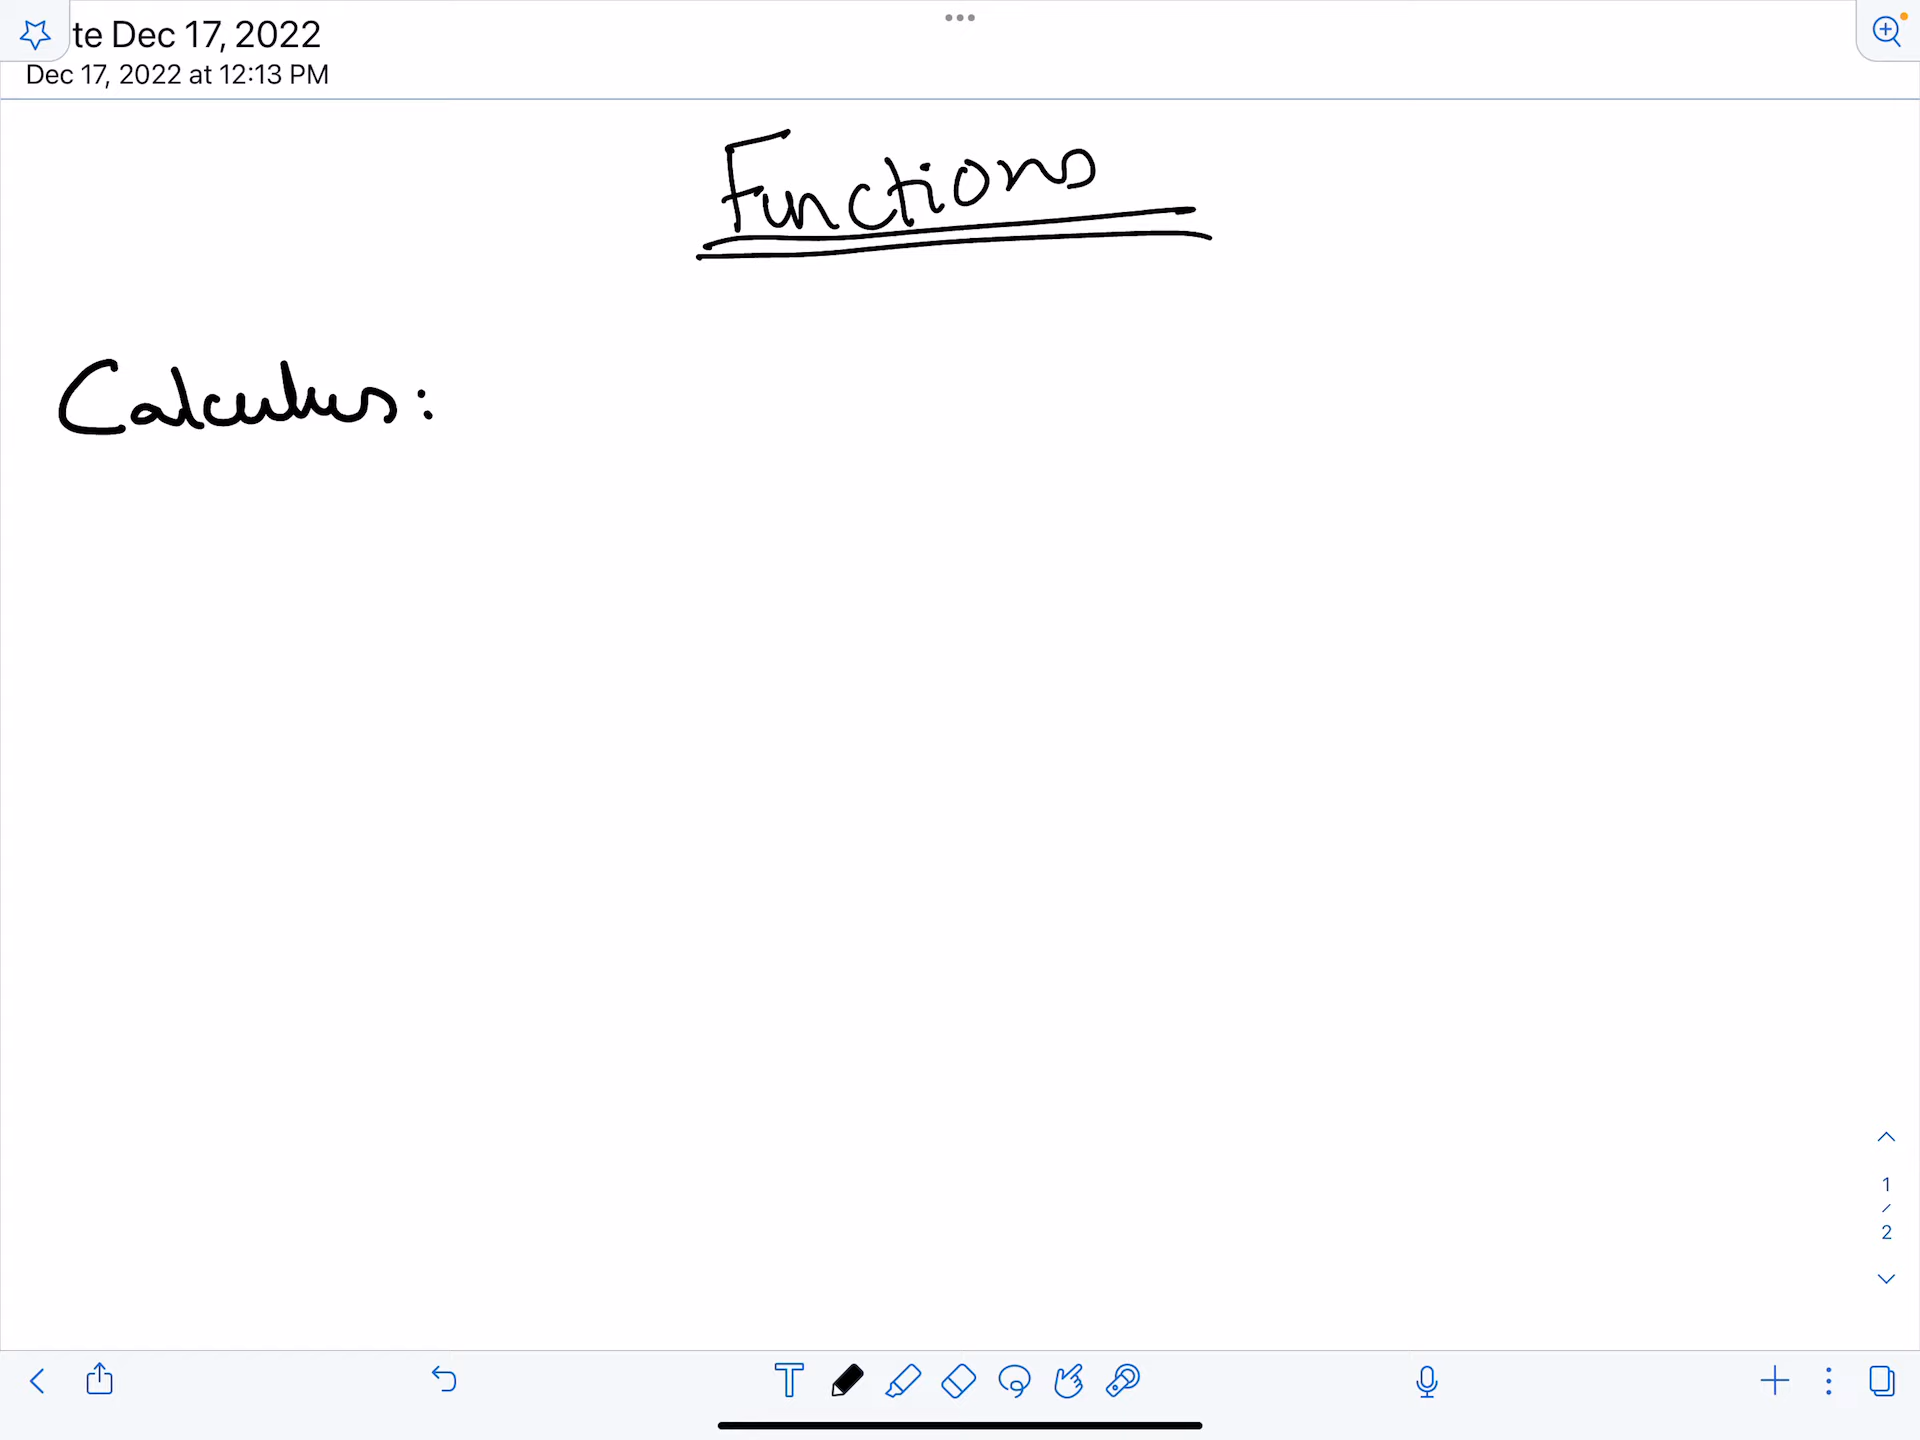 te Dec 17, 2022
Dec 17, 2022 at 12:13 PM
Functions
Calculus:
1
/
2